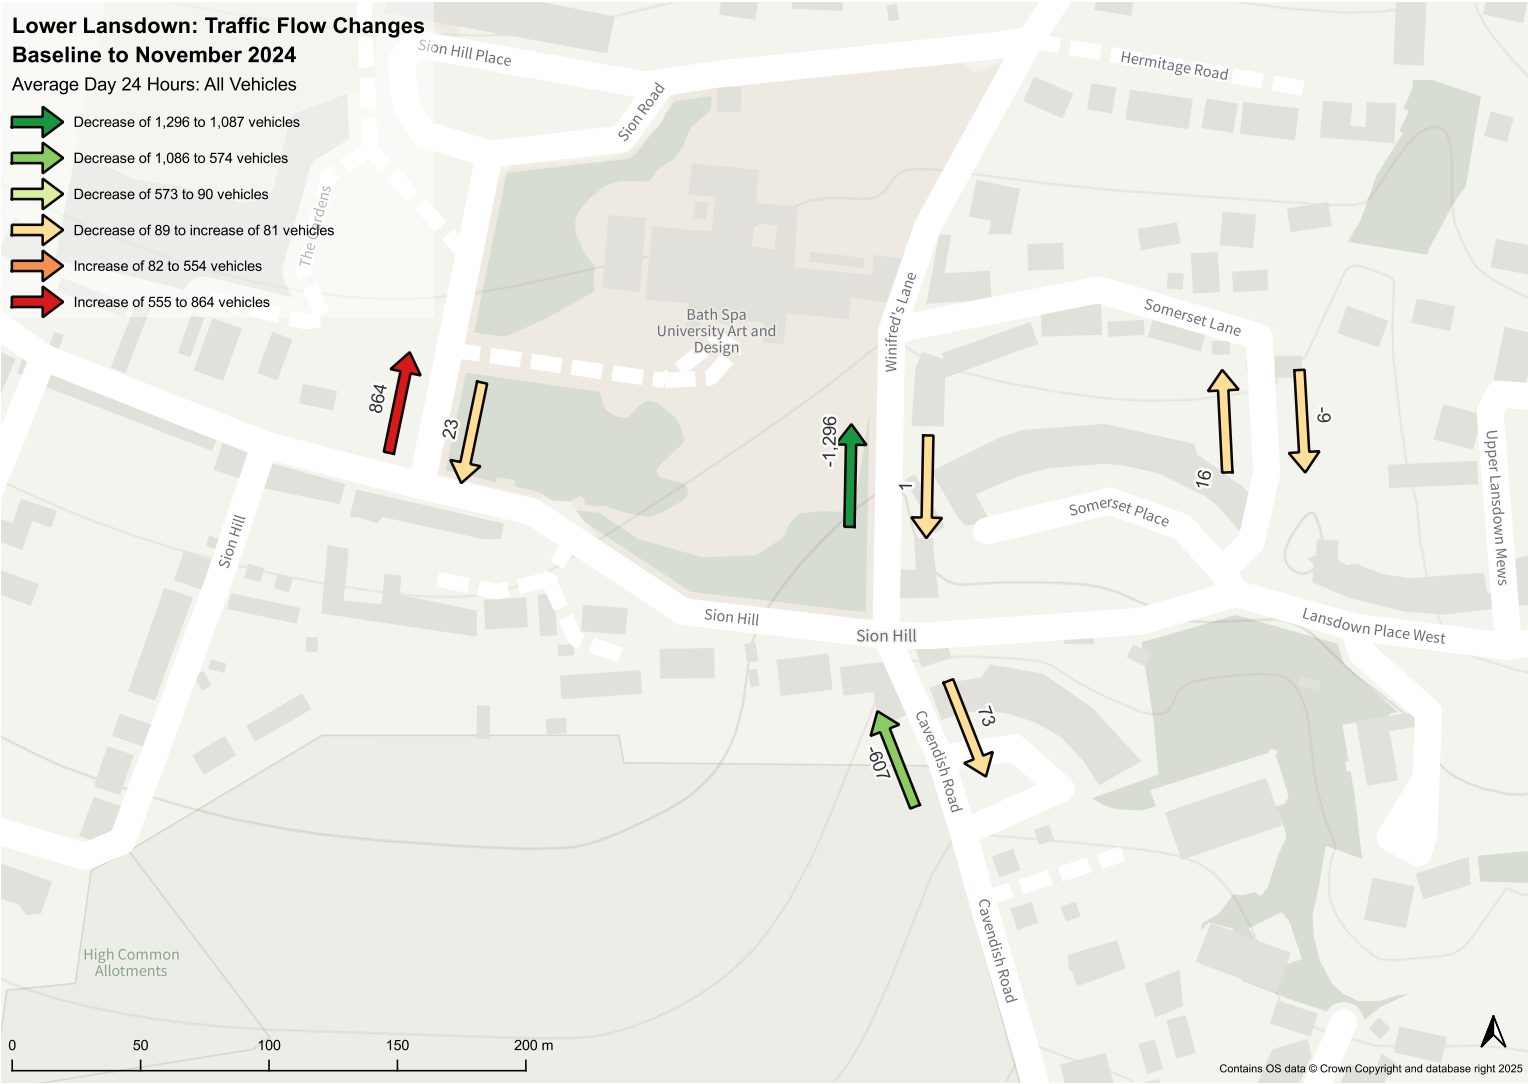 Lower Lansdown: Traffic Flow Changes
Baseline to November 2024
Average Day 24 Hours: All Vehicles
Decrease of 1,296 to 1,087 vehicles
Decrease of 1,086 to 574 vehicles
Decrease of 573 to 90 vehicles
Decrease of 89 to increase of 81 vehicles
Increase of 82 to 554 vehicles
Increase of 555 to 864 vehicles
Sion Hill Place
Sion Road
Hermitage Road
The Gardens
Winifred's Lane
Somerset Lane
Bath Spa
University Art and
Design
864
23
-1,296
1
16
-9
Somerset Place
Upper Lansdown Mews
Sion Hill
Sion Hill
Sion Hill
Lansdown Place West
73
-607
Cavendish Road
Cavendish Road
High Common
Allotments
0 50 100 150 200 m
Contains OS data © Crown Copyright and database right 2025